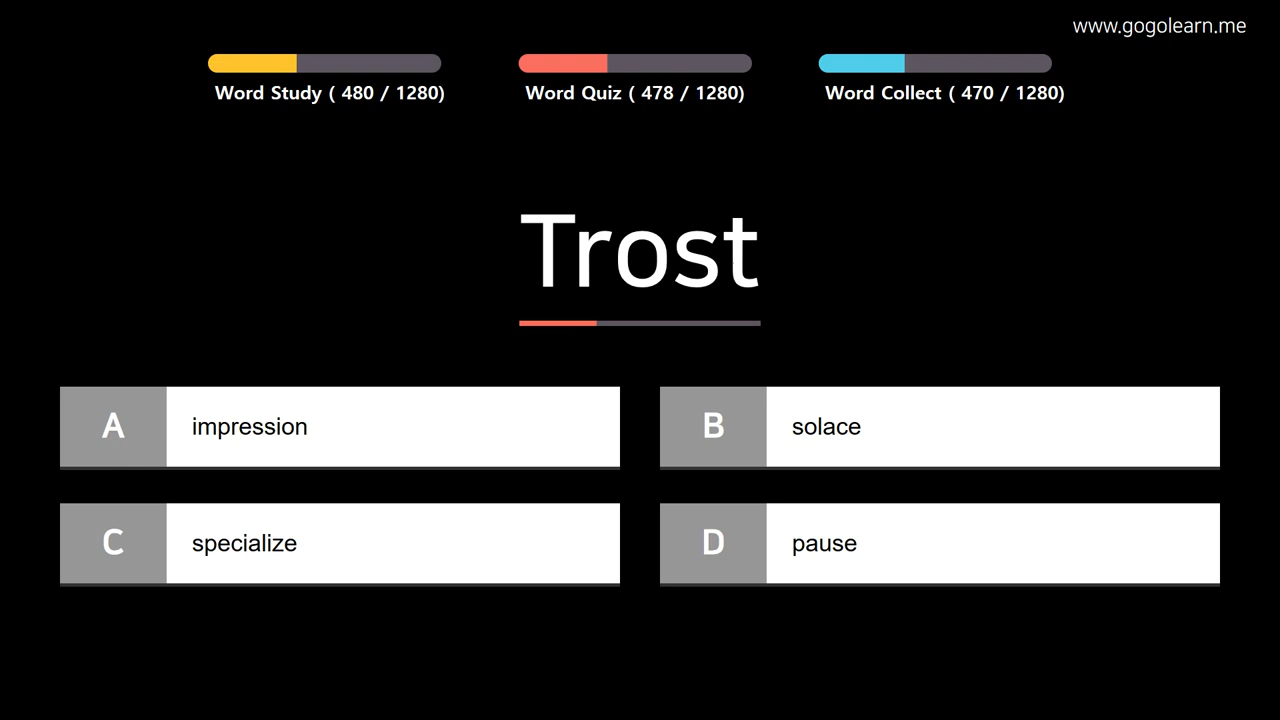 www.gogolearn.me
Word Study ( 480 / 1280)
Word Quiz ( 478 / 1280)
Word Collect ( 470 / 1280)
Trost
A impression
B solace
C specialize
D pause